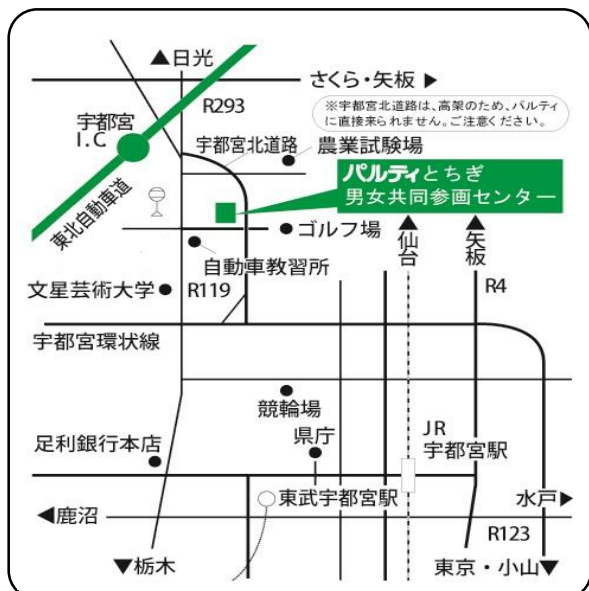 ▲日光
さくら・矢板 ▶
R293
※宇都宮北道路は、高架のため、パルティ
に直接来られません。ご注意ください。
宇都宮
I.C.
宇都宮北道路
農業試験場
パルティとちぎ
男女共同参画センター
東北自動車道
ゴルフ場
▲仙台
▲矢板
自動車教習所
文星芸術大学
R119
R4
宇都宮環状線
競輪場
JR
宇都宮駅
県庁
足利銀行本店
東武宇都宮駅
水戸▶
◀鹿沼
R123
▼栃木
東京・小山▼